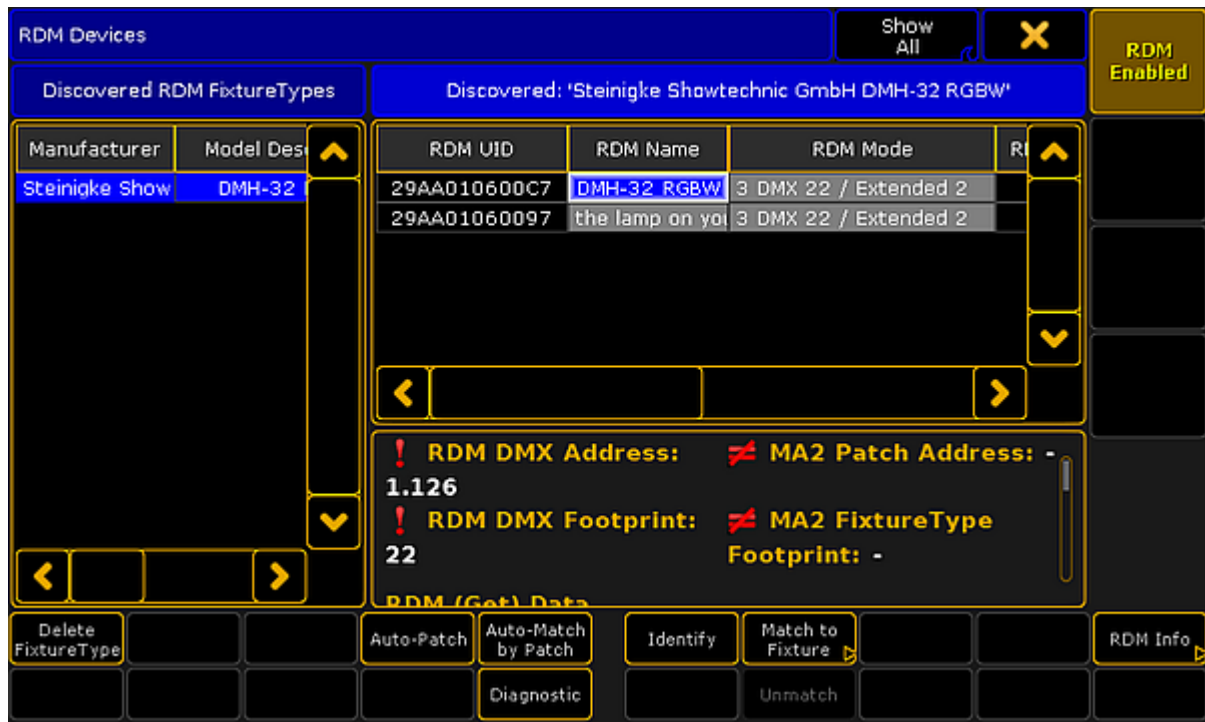 RDM Devices
Show
All
RDM
Enabled
Discovered RDM FixtureTypes
Discovered: 'Steinigke Showtechnic GmbH DMH-32 RGBW'
Manufacturer Model Des
RDM UID RDM Name RDM Mode
Steinigke Show DMH-32
29AA010600C7 DMH-32 RGBW 3 DMX 22 / Extended 2
29AA01060097 the lamp on you 3 DMX 22 / Extended 2
! RDM DMX Address: ≠ MA2 Patch Address: -
1.126
! RDM DMX Footprint: ≠ MA2 FixtureType
22 Footprint: -
RDM (Get) Data
Delete
FixtureType
Auto-Patch
Auto-Match
by Patch
Identify
Match to
Fixture
RDM Info
Diagnostic
Unmatch